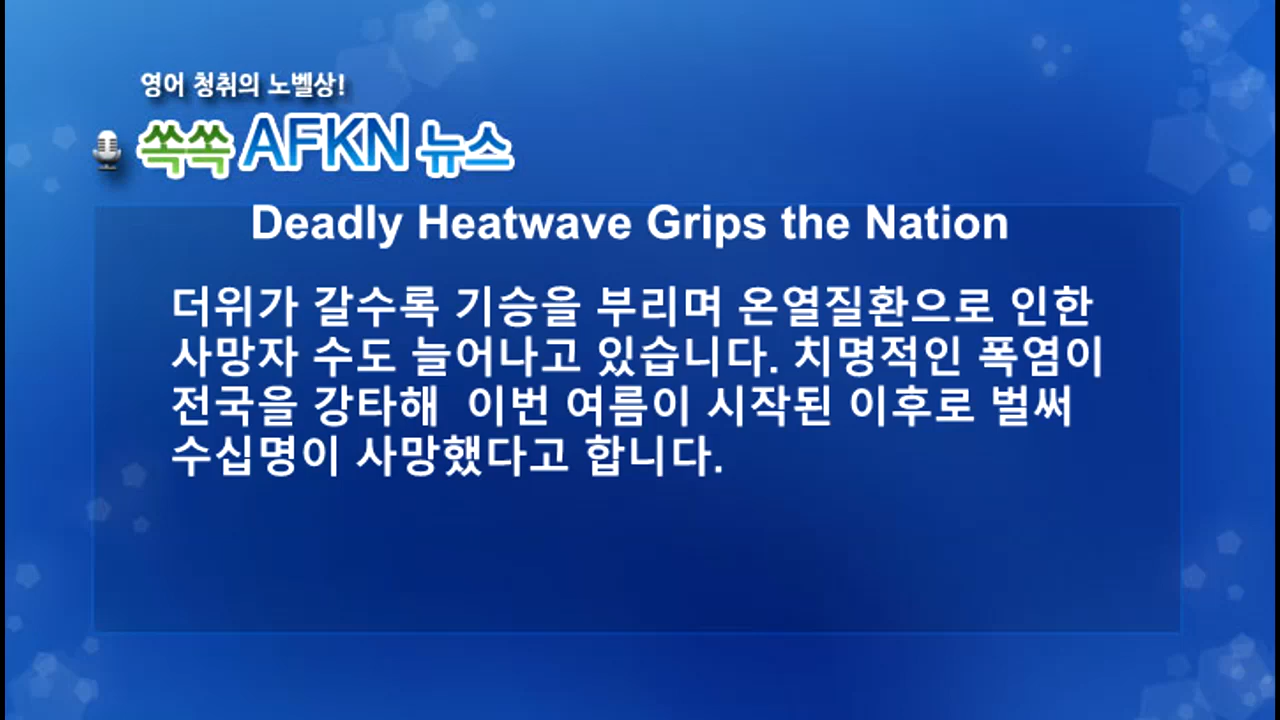 영어 청취의 노벨상!
쏙쏙 AFKN 뉴스
Deadly Heatwave Grips the Nation
더위가 갈수록 기승을 부리며 온열질환으로 인한
사망자 수도 늘어나고 있습니다. 치명적인 폭염이
전국을 강타해 이번 여름이 시작된 이후로 벌써
수십명이 사망했다고 합니다.